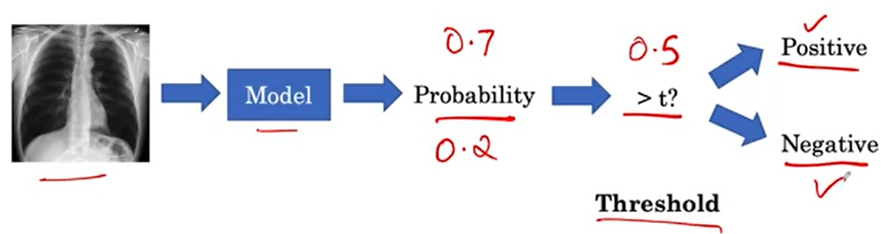 0.7
0.5
Positive
Model
Probability
> t?
0.2
Negative
Threshold